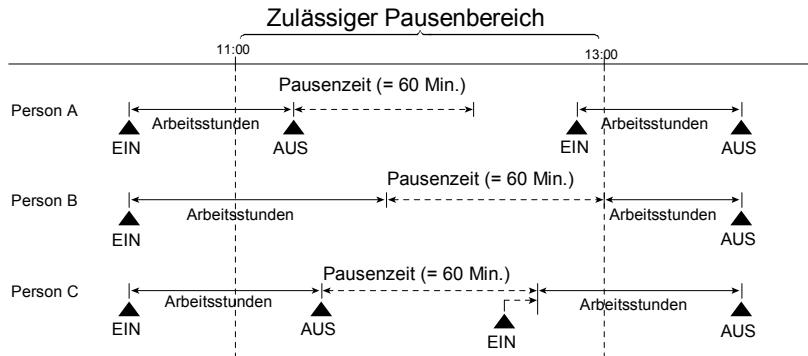 Zulässiger Pausenbereich
11:00 13:00
Pausenzeit (= 60 Min.)
Person A
Arbeitsstunden Arbeitsstunden
EIN AUS EIN AUS
Pausenzeit (= 60 Min.)
Person B
Arbeitsstunden Arbeitsstunden
EIN AUS
Pausenzeit (= 60 Min.)
Person C
Arbeitsstunden Arbeitsstunden
EIN AUS EIN AUS